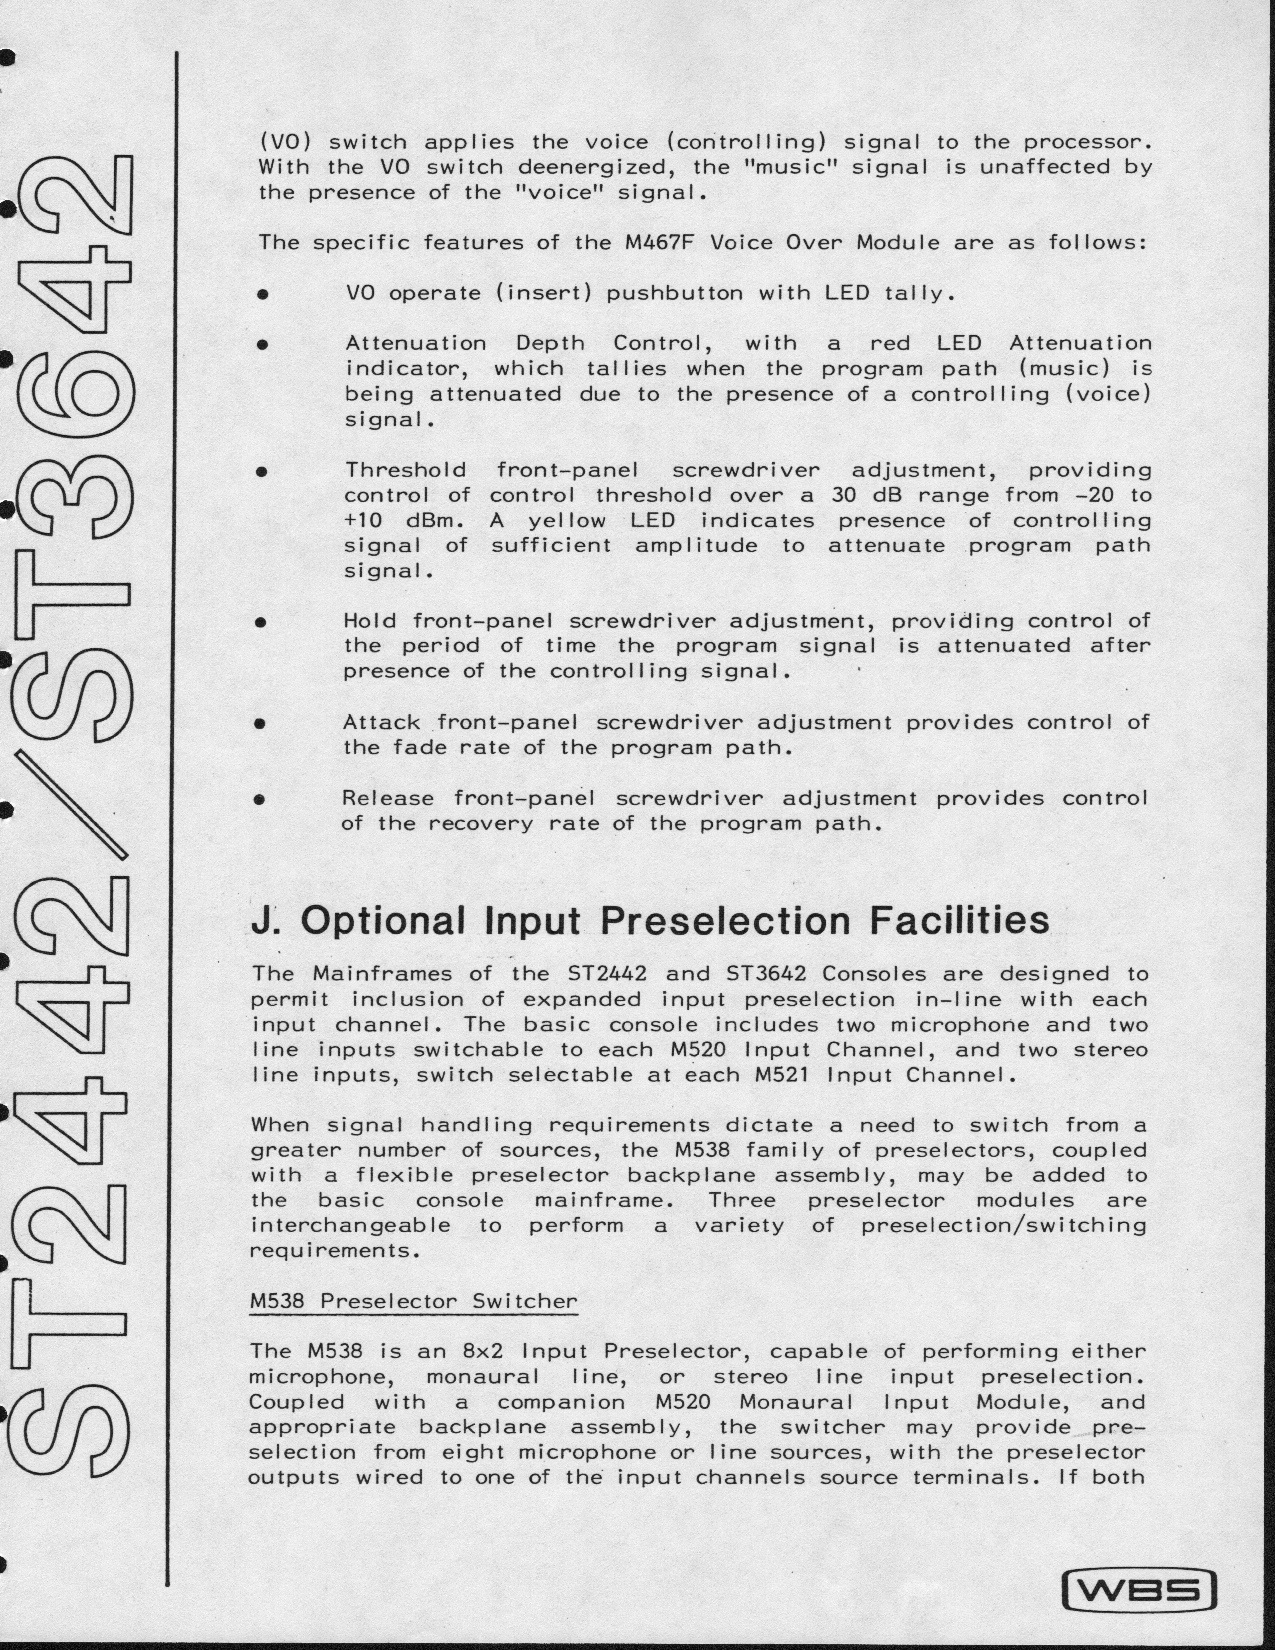 ST2442/ST3642
(VO) switch applies the voice (controlling) signal to the processor.
With the VO switch deenergized, the "music" signal is unaffected by
the presence of the "voice" signal.
The specific features of the M467F Voice Over Module are as follows:
● VO operate (insert) pushbutton with LED tally.
● Attenuation Depth Control, with a red LED Attenuation
indicator, which tallies when the program path (music) is
being attenuated due to the presence of a controlling (voice)
signal.
● Threshold front-panel screwdriver adjustment, providing
control of control threshold over a 30 dB range from -20 to
+10 dBm. A yellow LED indicates presence of controlling
signal of sufficient amplitude to attenuate program path
signal.
● Hold front-panel screwdriver adjustment, providing control of
the period of time the program signal is attenuated after
presence of the controlling signal.
● Attack front-panel screwdriver adjustment provides control of
the fade rate of the program path.
● Release front-panel screwdriver adjustment provides control
of the recovery rate of the program path.
J. Optional Input Preselection Facilities
The Mainframes of the ST2442 and ST3642 Consoles are designed to
permit inclusion of expanded input preselection in-line with each
input channel. The basic console includes two microphone and two
line inputs switchable to each M520 Input Channel, and two stereo
line inputs, switch selectable at each M521 Input Channel.
When signal handling requirements dictate a need to switch from a
greater number of sources, the M538 family of preselectors, coupled
with a flexible preselector backplane assembly, may be added to
the basic console mainframe. Three preselector modules are
interchangeable to perform a variety of preselection/switching
requirements.
M538 Preselector Switcher
The M538 is an 8x2 Input Preselector, capable of performing either
microphone, monaural line, or stereo line input preselection.
Coupled with a companion M520 Monaural Input Module, and
appropriate backplane assembly, the switcher may provide pre-
selection from eight microphone or line sources, with the preselector
outputs wired to one of the input channels source terminals. If both
WBS